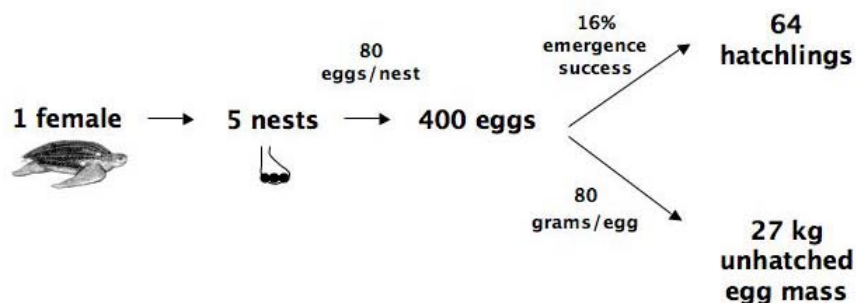 1 female
5 nests
80
eggs/nest
400 eggs
16%
emergence
success
64
hatchlings
80
grams/egg
27 kg
unhatched
egg mass